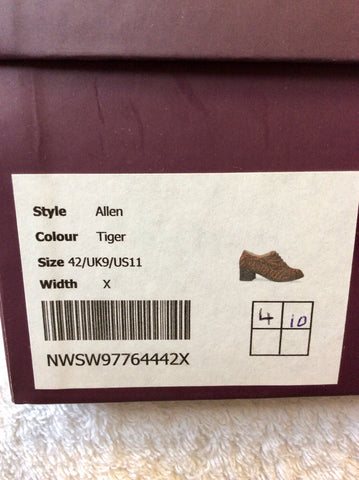 Style Allen
Colour Tiger
Size 42/UK9/US11
Width X
4 10
NWSW97764442X